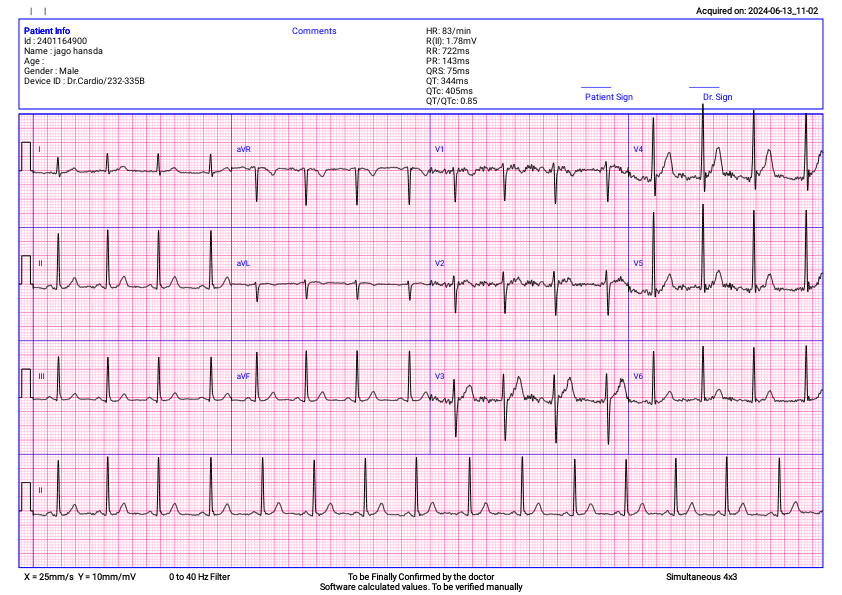 Acquired on: 2024-06-13_11-02
Patient Info
Id : 2401164900
Name : jago hansda
Age :
Gender : Male
Device ID : Dr.Cardio/232-335B
Comments
HR: 83/min
R(II): 1.78mV
RR: 722ms
PR: 143ms
QRS: 75ms
QT: 344ms
QTc: 405ms
QT/QTc: 0.85
Patient Sign
Dr. Sign
I
aVR
V1
V4
II
aVL
V2
V5
III
aVF
V3
V6
II
X = 25mm/s Y = 10mm/mV
0 to 40 Hz Filter
To be Finally Confirmed by the doctor
Simultaneous 4x3
Software calculated values. To be verified manually